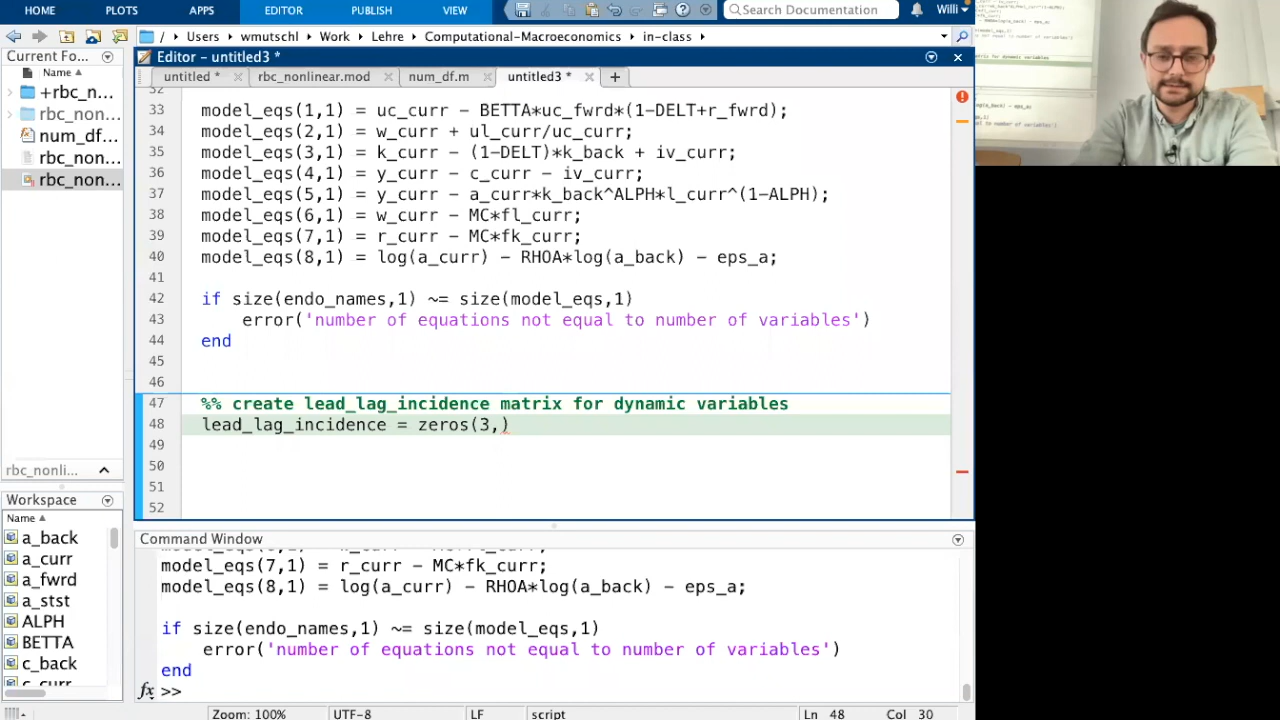 HOME PLOTS APPS EDITOR PUBLISH VIEW Search Documentation Willi
Current Fo...
/ Users wmu in-class
Editor - untitled3 *
untitled * num_df.m untitled3 * +
Name
+rbc_n...
rbc_non...
num_df...
rbc_non...
rbc_non...
rbc_nonli...
33 model_eqs(1,1) = uc_curr - BETTA*uc_fwrd*(1-DELT+r_fwrd);
34 model_eqs(2,1) = w_curr + ul_curr/uc_curr;
35 model_eqs(3,1) = k_curr - (1-DELT)*k_back + iv_curr;
36 model_eqs(4,1) = y_curr - c_curr - iv_curr;
37 model_eqs(5,1) = y_curr - a_curr*k_back^ALPH*l_curr^(1-ALPH);
38 model_eqs(6,1) = w_curr - MC*fl_curr;
39 model_eqs(7,1) = r_curr - MC*fk_curr;
40 model_eqs(8,1) = log(a_curr) - RHOA*log(a_back) - eps_a;
41
42 if size(endo_names,1) ~= size(model_eqs,1)
43 error('number of equations not equal to number of variables')
44 end
45
46
47 %% create lead_lag_incidence matrix for dynamic variables
48 lead_lag_incidence = zeros(3,)
49
50
51
52
Workspace
Name
a_back
a_curr
a_fwrd
a_stst
ALPH
BETTA
c_back
c_curr
Command Window
model_eqs(7,1) = r_curr - MC*fk_curr;
model_eqs(8,1) = log(a_curr) - RHOA*log(a_back) - eps_a;
if size(endo_names,1) ~= size(model_eqs,1)
error('number of equations not equal to number of variables')
end
fx >>
Zoom: 100% UTF-8 LF script Ln 48 Col 30